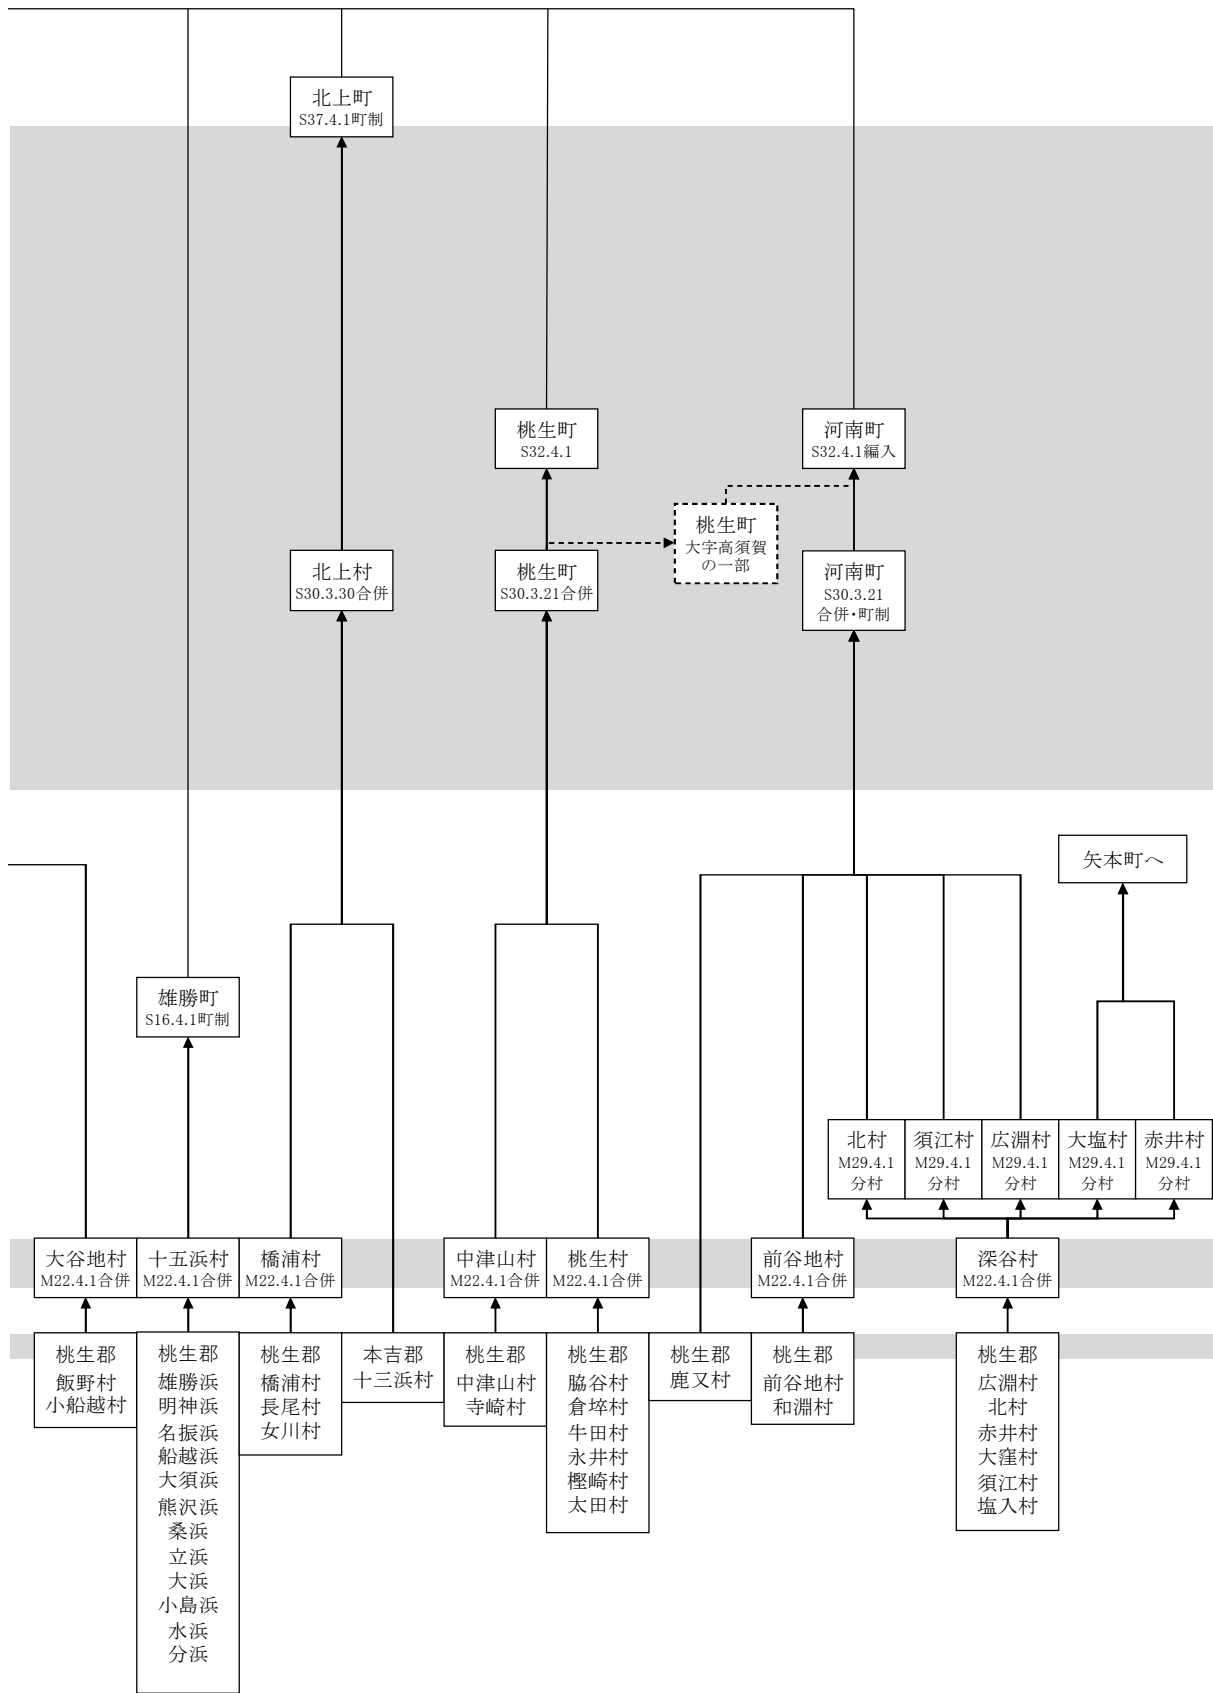 北上町
S37.4.1町制
桃生町
S32.4.1
河南町
S32.4.1編入
桃生町
大字高須賀
の一部
北上村
S30.3.30合併
桃生町
S30.3.21合併
河南町
S30.3.21
合併・町制
矢本町へ
雄勝町
S16.4.1町制
北村
M29.4.1
分村
須江村
M29.4.1
分村
広淵村
M29.4.1
分村
大塩村
M29.4.1
分村
赤井村
M29.4.1
分村
大谷地村
M22.4.1合併
十五浜村
M22.4.1合併
橋浦村
M22.4.1合併
中津山村
M22.4.1合併
桃生村
M22.4.1合併
前谷地村
M22.4.1合併
深谷村
M22.4.1合併
桃生郡
飯野村
小船越村
桃生郡
雄勝浜
明神浜
名振浜
船越浜
大須浜
熊沢浜
桑浜
立浜
大浜
小島浜
水浜
分浜
桃生郡
橋浦村
長尾村
女川村
本吉郡
十三浜村
桃生郡
中津山村
寺崎村
桃生郡
脇谷村
倉埣村
牛田村
永井村
樫崎村
太田村
桃生郡
鹿又村
桃生郡
前谷地村
和淵村
桃生郡
広淵村
北村
赤井村
大窪村
須江村
塩入村